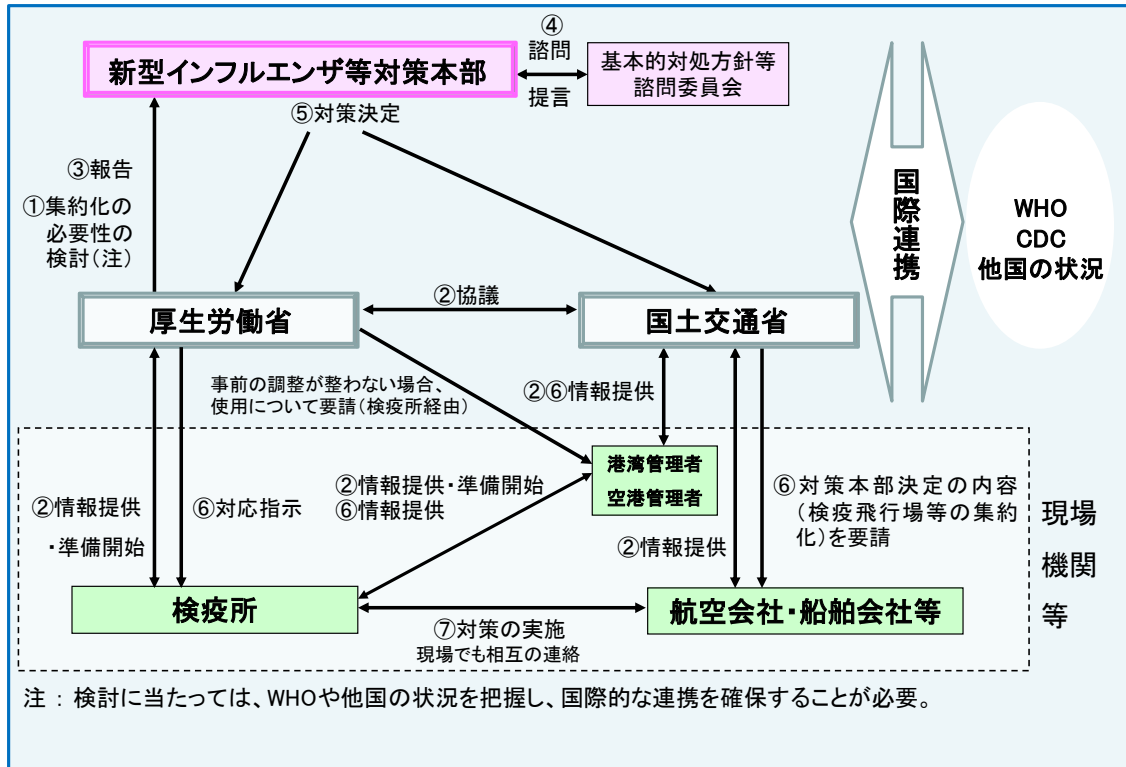 ④
諮問
新型インフルエンザ等対策本部
提言
基本的対処方針等
諮問委員会
⑤対策決定
③報告
①集約化の
必要性の
検討(注)
国際連携
WHO
CDC
他国の状況
②協議
厚生労働省
国土交通省
事前の調整が整わない場合、
使用について要請(検疫所経由)
②⑥情報提供
港湾管理者
空港管理者
②情報提供・準備開始
⑥情報提供
②情報提供
・準備開始
⑥対応指示
②情報提供
⑥対策本部決定の内容
(検疫飛行場等の集約
化)を要請
現場
機関
等
検疫所
航空会社・船舶会社等
⑦対策の実施
現場でも相互の連絡
注 : 検討に当たっては、WHOや他国の状況を把握し、国際的な連携を確保することが必要。